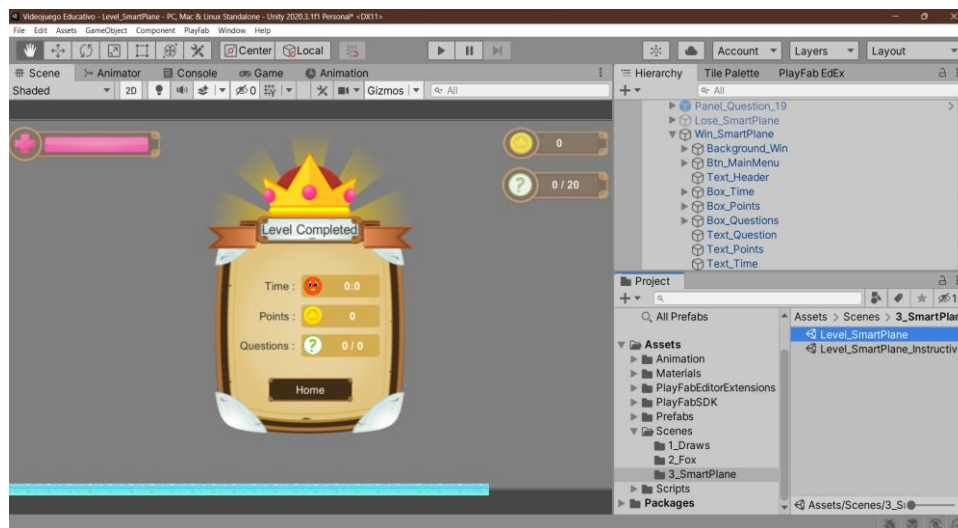 Videojuego Educativo - Level_SmartPlane - PC, Mac & Linux Standalone - Unity 2020.3.1f1 Personal* <DX11>
File Edit Assets GameObject Component PlayFab Window Help
Center Local Account Layers Layout
Scene Animator Console Game Animation
Shaded 2D 0 Gizmos All
0
0 / 20
Level Completed
Time : 0:0
Points : 0
Questions : 0 / 0
Home
Hierarchy Tile Palette PlayFab EdEx
All
Panel_Question_19
Lose_SmartPlane
Win_SmartPlane
Background_Win
Btn_MainMenu
Text_Header
Box_Time
Box_Points
Box_Questions
Text_Question
Text_Points
Text_Time
Project
All Prefabs
Assets
Animation
Materials
PlayFabEditorExtensions
PlayFabSDK
Prefabs
Scenes
1_Draws
2_Fox
3_SmartPlane
Scripts
Packages
Assets > Scenes > 3_SmartPlan
Level_SmartPlane
Level_SmartPlane_Instructiv
Assets/Scenes/3_S